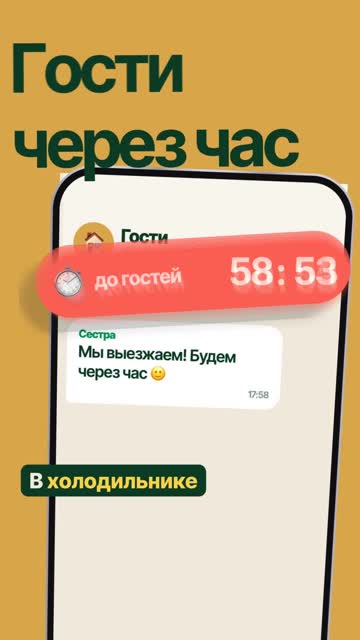 Гости
через час
Гости
до гостей 58:53
Сестра
Мы выезжаем! Будем
через час 🙂
17:58
В холодильнике